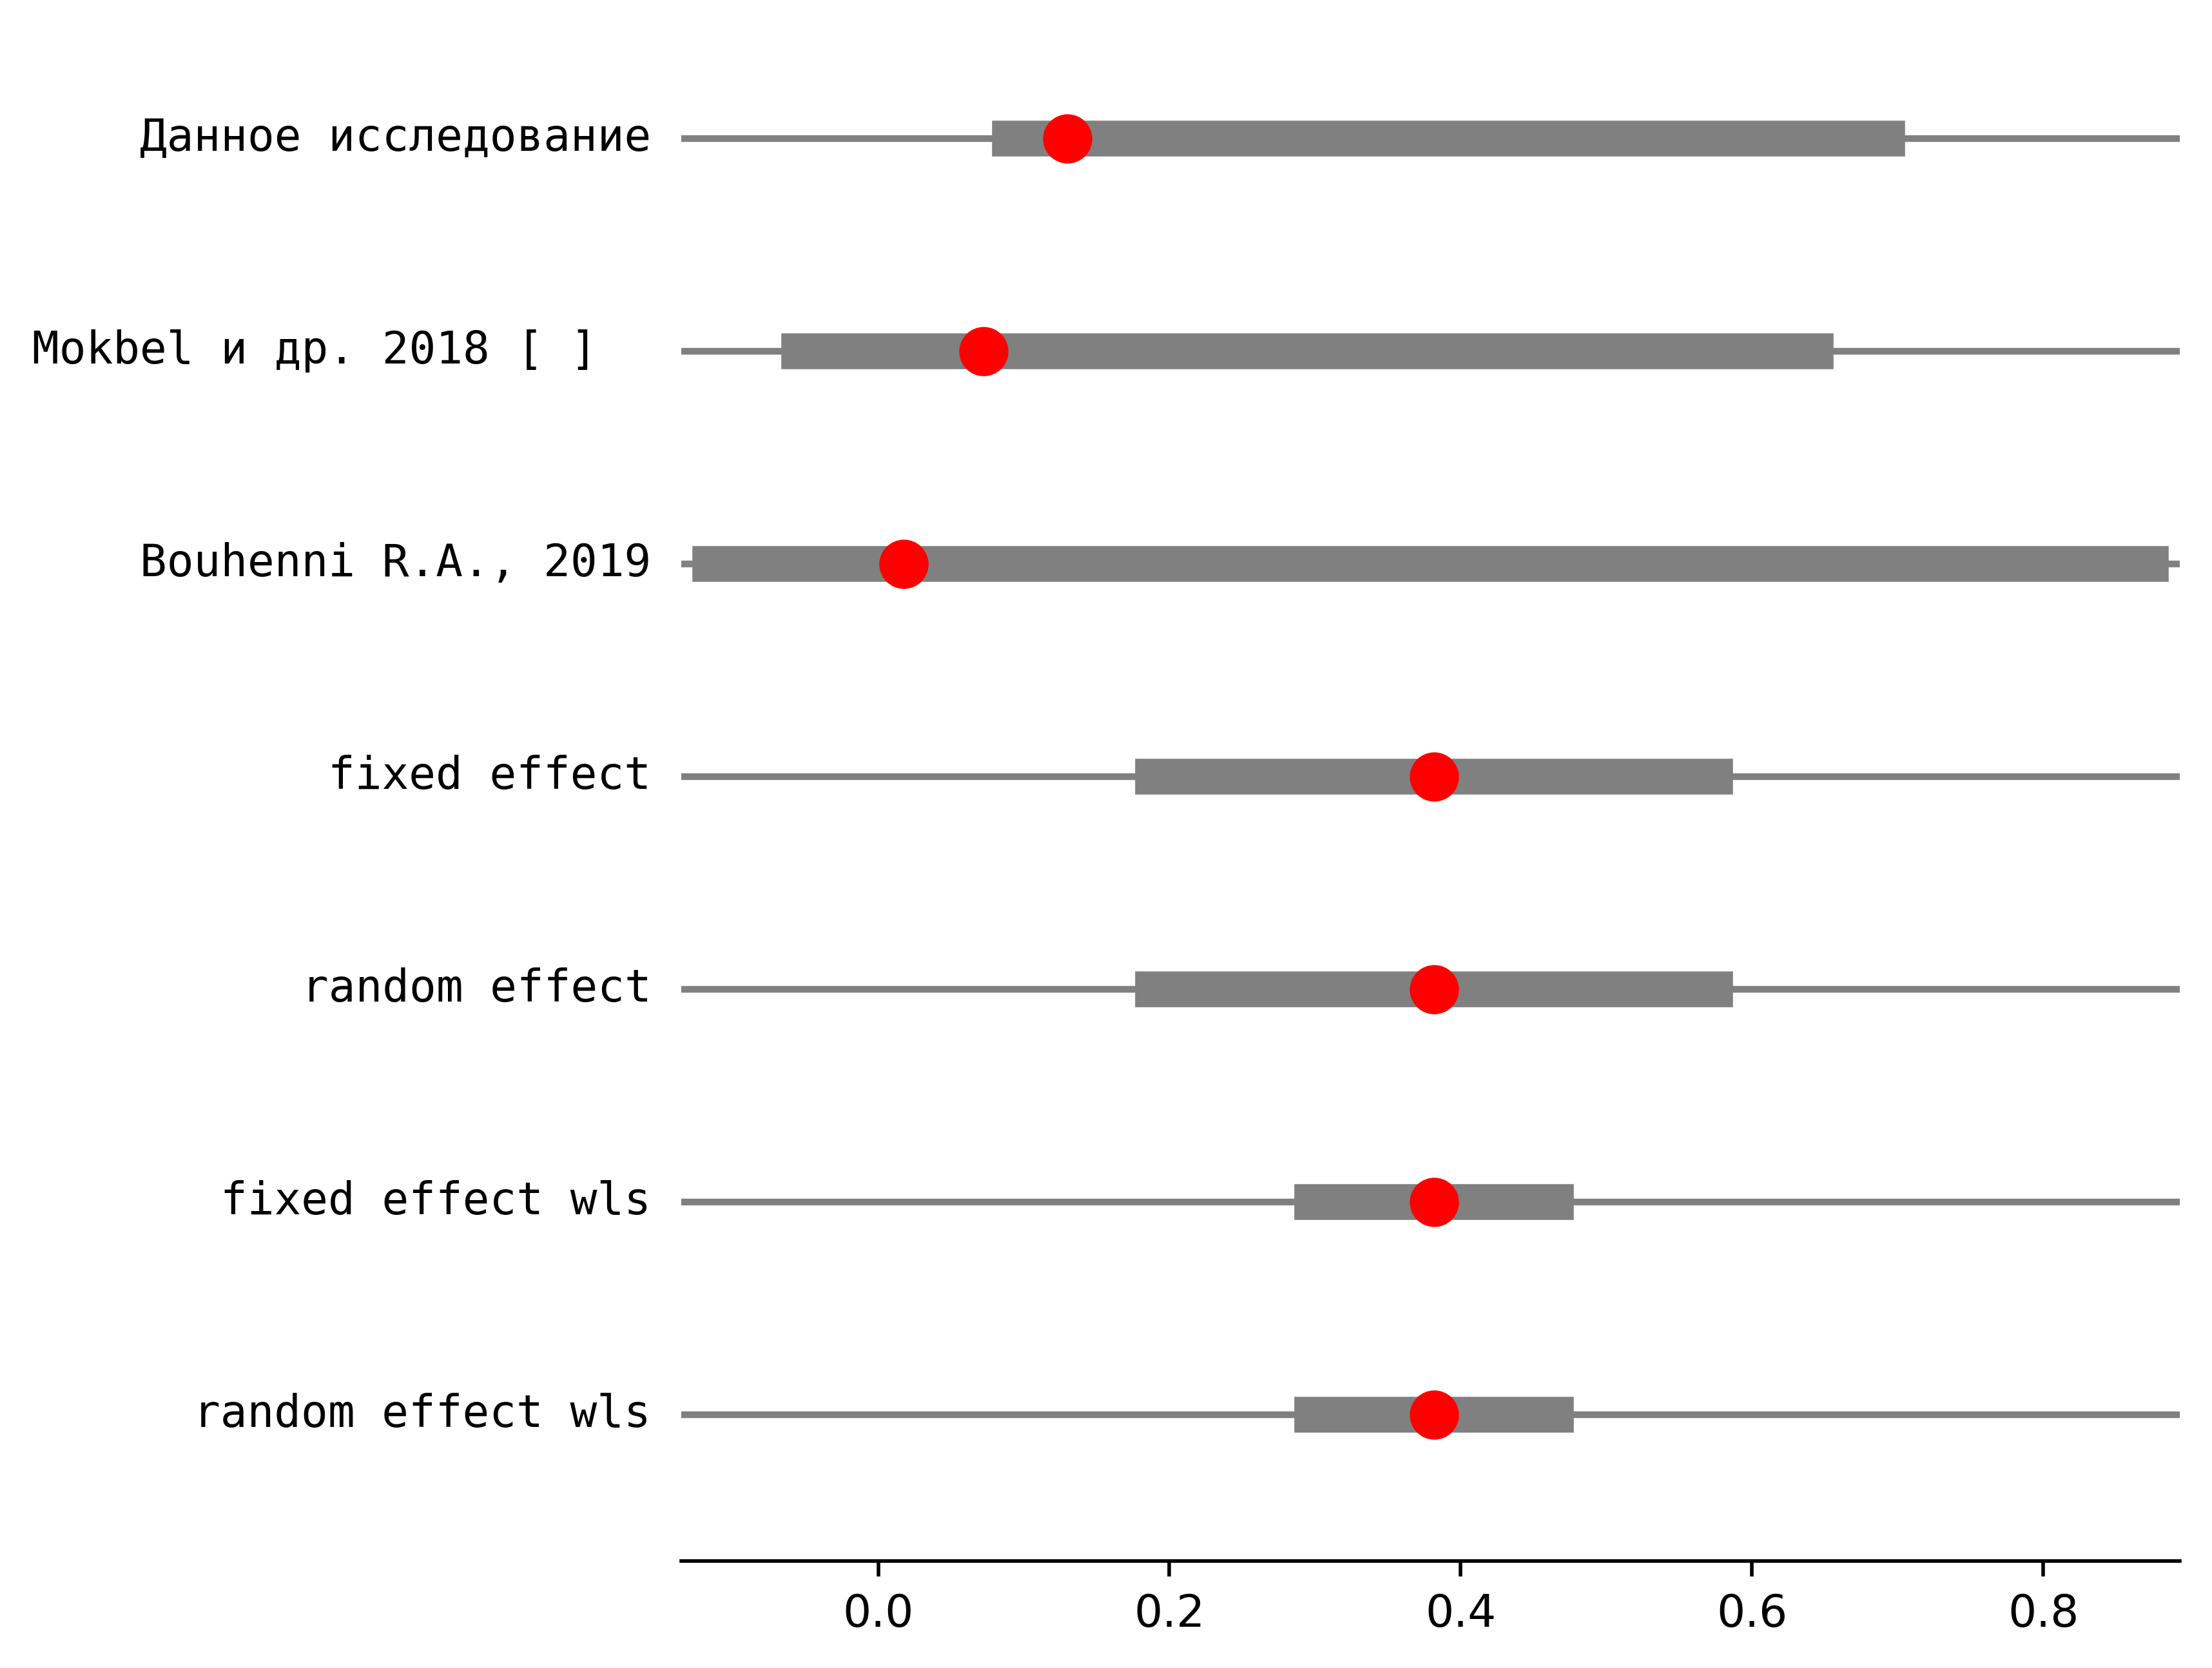 Данное исследование
Mokbel и др. 2018 [ ]
Bouhenni R.A., 2019
fixed effect
random effect
fixed effect wls
random effect wls
0.0 0.2 0.4 0.6 0.8